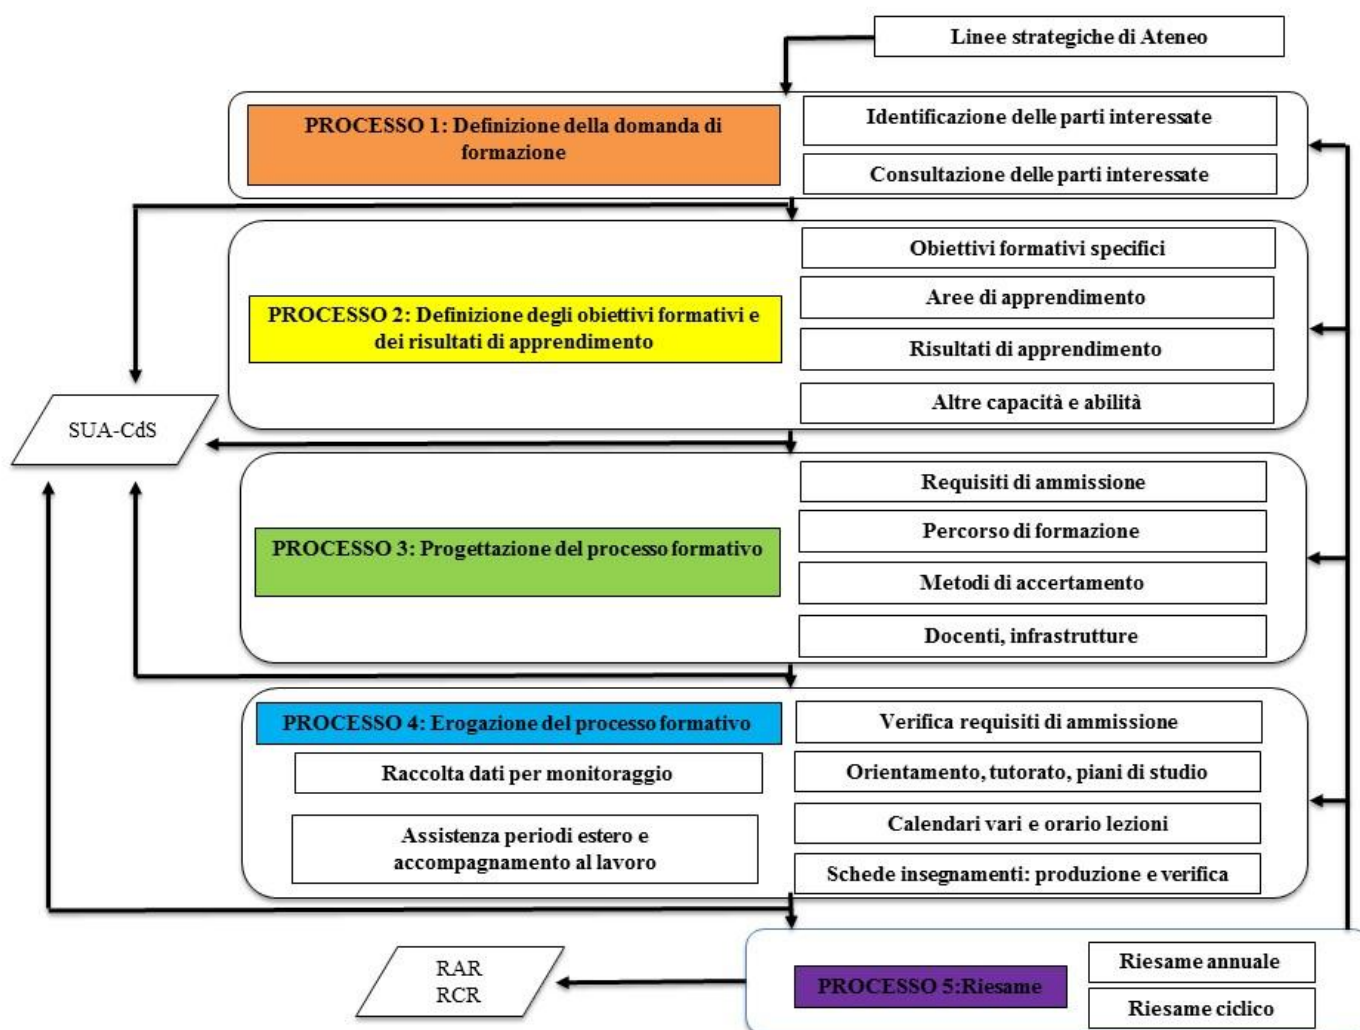 Linee strategiche di Ateneo
PROCESSO 1: Definizione della domanda di
formazione
Identificazione delle parti interessate
Consultazione delle parti interessate
PROCESSO 2: Definizione degli obiettivi formativi e
dei risultati di apprendimento
Obiettivi formativi specifici
Aree di apprendimento
Risultati di apprendimento
Altre capacità e abilità
SUA-CdS
PROCESSO 3: Progettazione del processo formativo
Requisiti di ammissione
Percorso di formazione
Metodi di accertamento
Docenti, infrastrutture
PROCESSO 4: Erogazione del processo formativo
Raccolta dati per monitoraggio
Assistenza periodi estero e
accompagnamento al lavoro
Verifica requisiti di ammissione
Orientamento, tutorato, piani di studio
Calendari vari e orario lezioni
Schede insegnamenti: produzione e verifica
RAR
RCR
PROCESSO 5:Riesame
Riesame annuale
Riesame ciclico